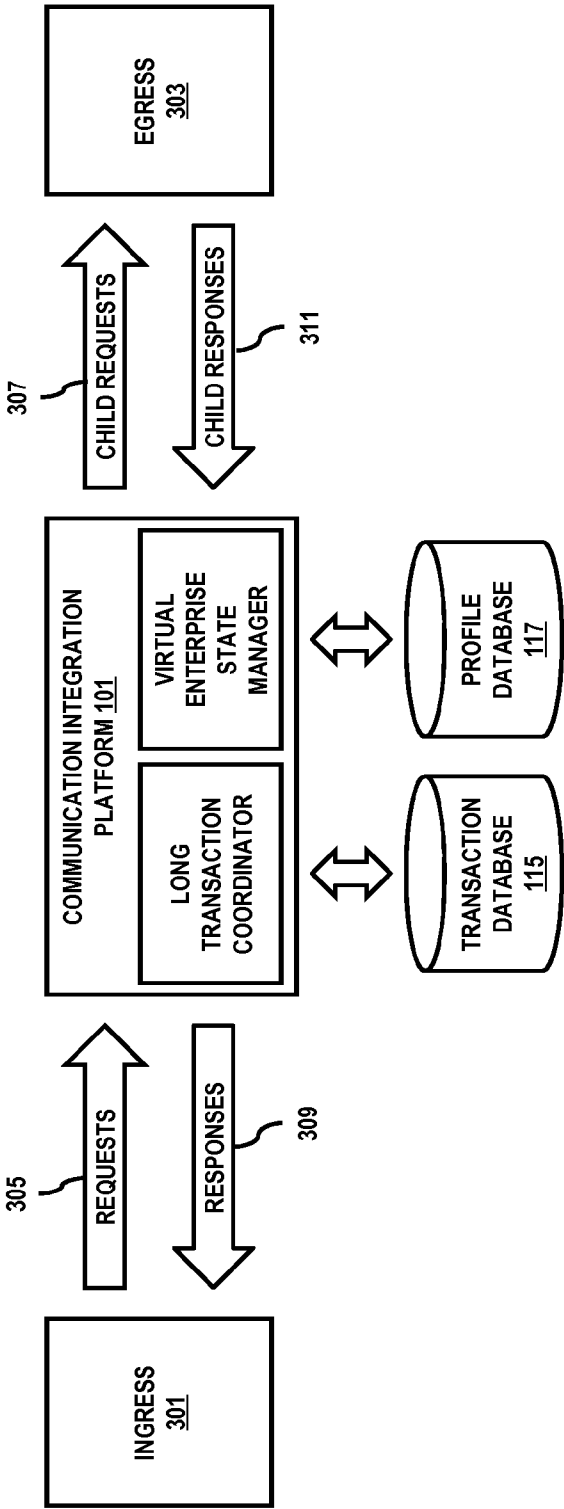 INGRESS
301
305
REQUESTS
RESPONSES
309
COMMUNICATION INTEGRATION
PLATFORM 101
LONG
TRANSACTION
COORDINATOR
VIRTUAL
ENTERPRISE
STATE
MANAGER
TRANSACTION
DATABASE
115
PROFILE
DATABASE
117
307
CHILD REQUESTS
CHILD RESPONSES
311
EGRESS
303